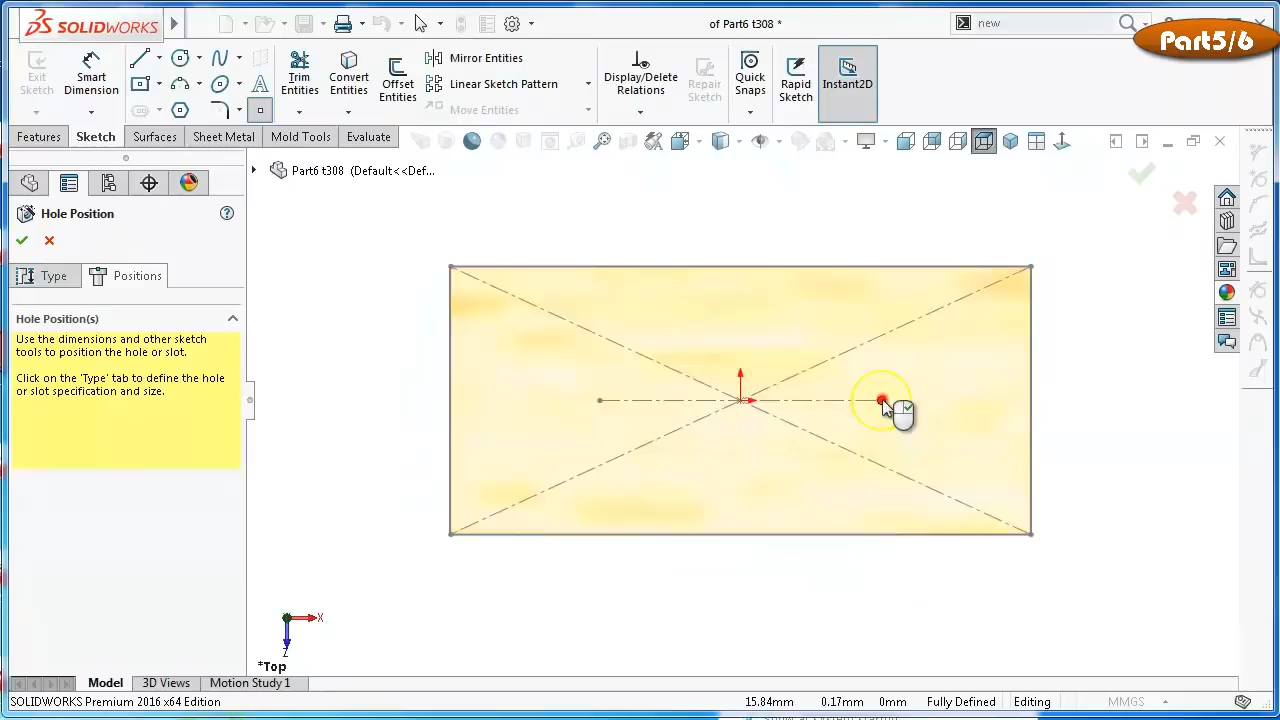 SOLIDWORKS
of Part6 t308 *
new
Part5/6
Exit Sketch
Smart Dimension
Trim Entities
Convert Entities
Offset Entities
Mirror Entities
Linear Sketch Pattern
Move Entities
Display/Delete Relations
Repair Sketch
Quick Snaps
Rapid Sketch
Instant2D
Features
Sketch
Surfaces
Sheet Metal
Mold Tools
Evaluate
Part6 t308 (Default<<Def...
Hole Position
Type
Positions
Hole Position(s)
Use the dimensions and other sketch
tools to position the hole or slot.
Click on the 'Type' tab to define the hole
or slot specification and size.
X
Z
*Top
Model
3D Views
Motion Study 1
SOLIDWORKS Premium 2016 x64 Edition
15.84mm
0.17mm
0mm
Fully Defined
Editing
MMGS